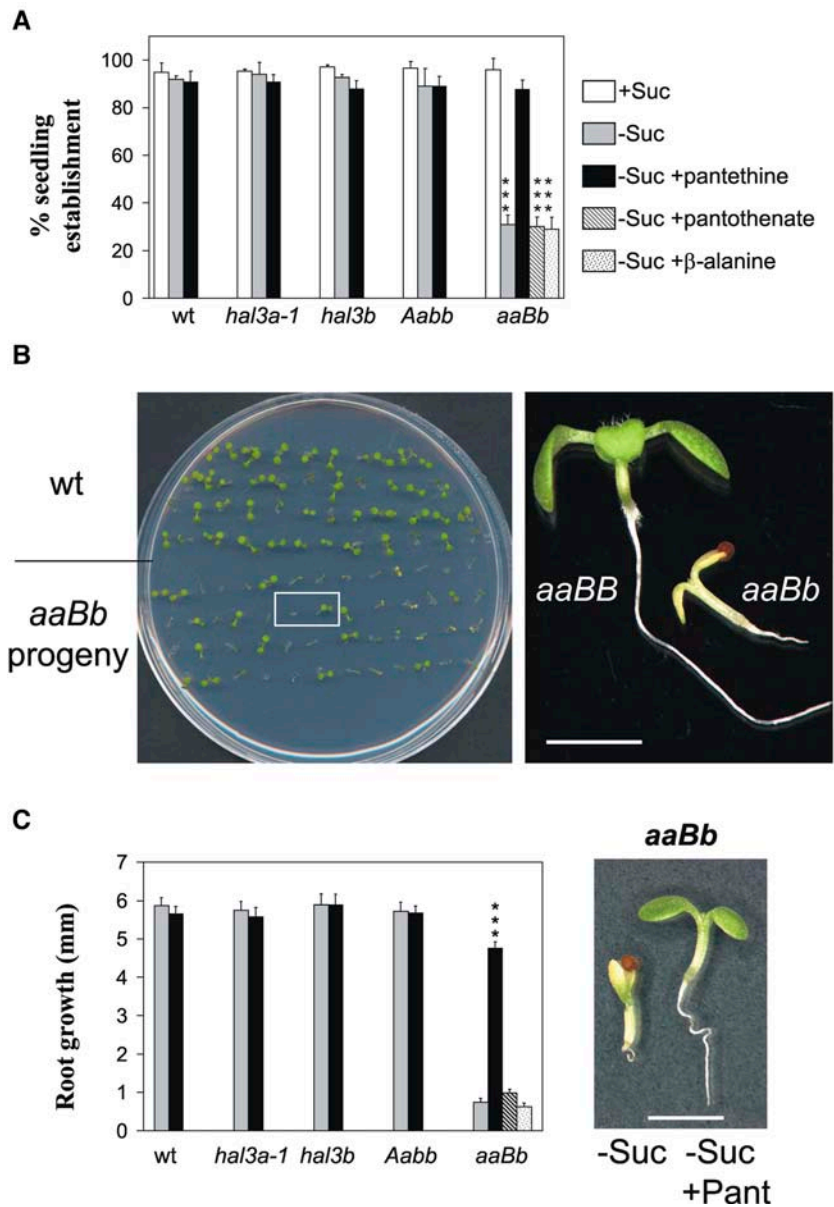 A
% seedling
establishment
100
80
60
40
20
0
***
***
***
wt
hal3a-1
hal3b
Aabb
aaBb
+Suc
-Suc
-Suc +pantethine
-Suc +pantothenate
-Suc +β-alanine
B
wt
aaBb
progeny
aaBB
aaBb
C
Root growth (mm)
7
6
5
4
3
2
1
0
***
wt
hal3a-1
hal3b
Aabb
aaBb
aaBb
-Suc
-Suc
+Pant